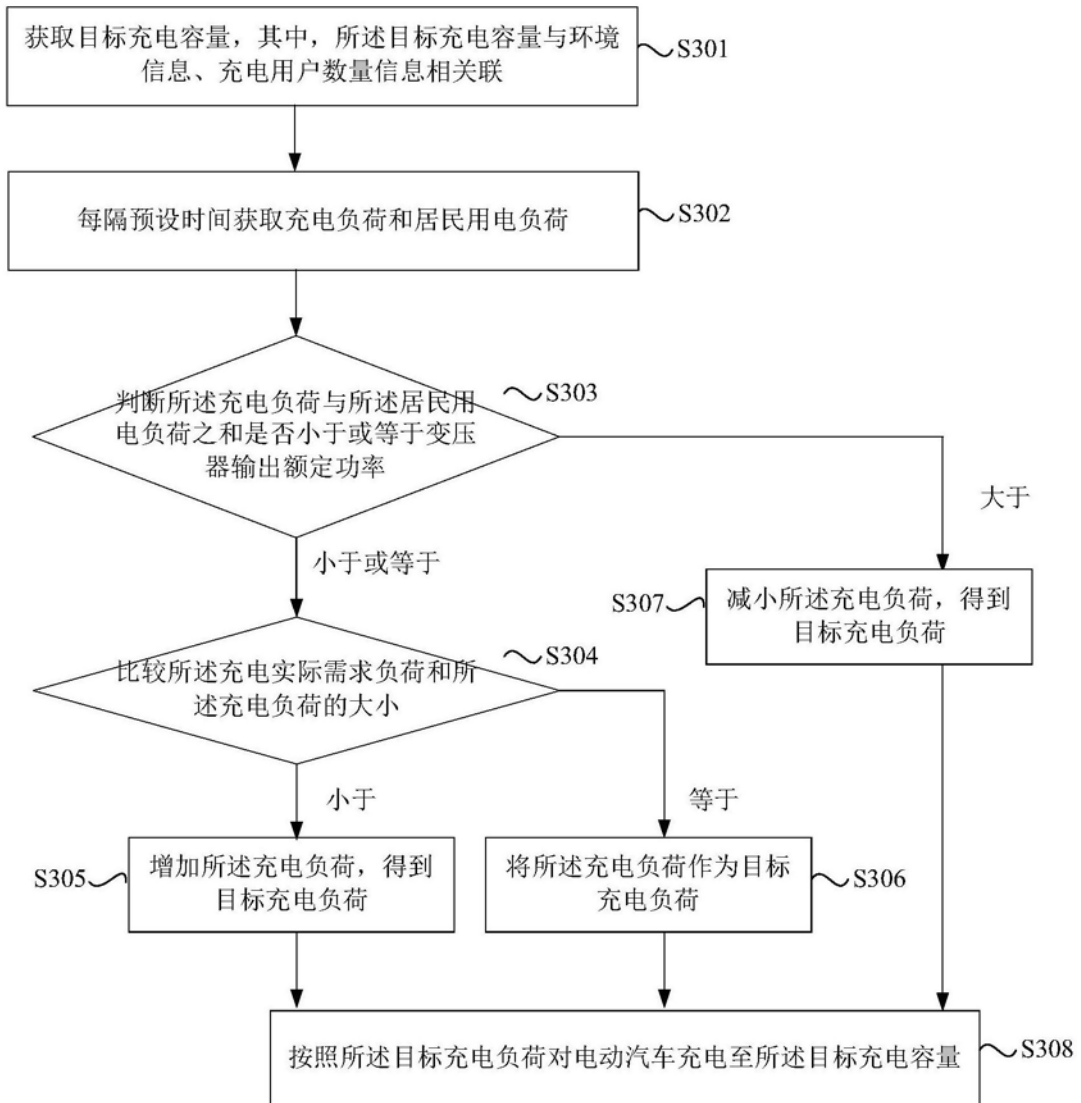 获取目标充电容量，其中，所述目标充电容量与环境
信息、充电用户数量信息相关联
S301
每隔预设时间获取充电负荷和居民用电负荷
S302
判断所述充电负荷与所述居民用
电负荷之和是否小于或等于变压
器输出额定功率
S303
大于
小于或等于
S307
减小所述充电负荷，得到
目标充电负荷
比较所述充电实际需求负荷和所
述充电负荷的大小
S304
小于
等于
S305
增加所述充电负荷，得到
目标充电负荷
将所述充电负荷作为目标
充电负荷
S306
按照所述目标充电负荷对电动汽车充电至所述目标充电容量
S308